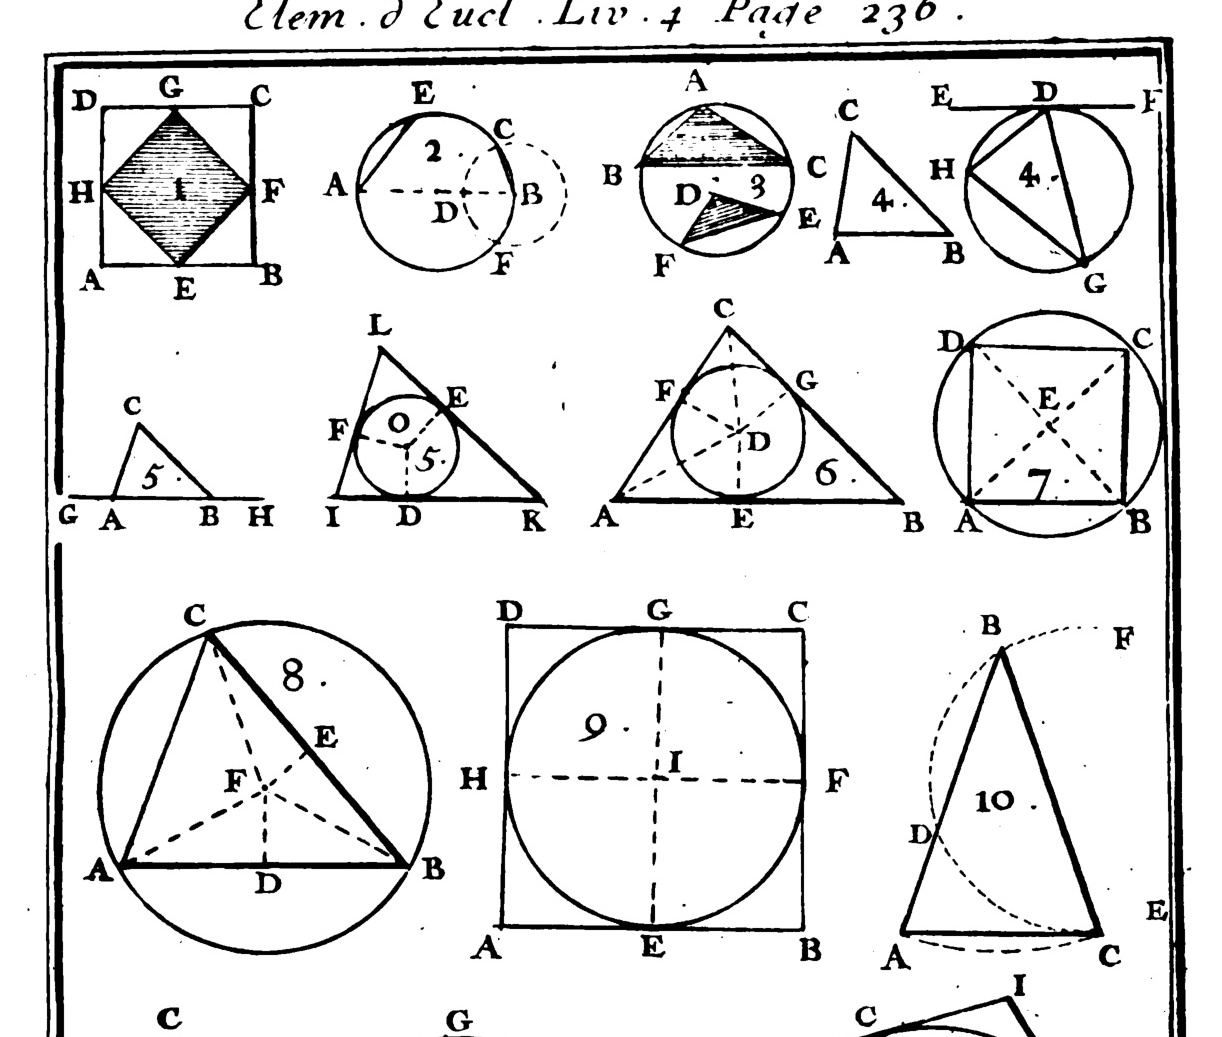 Elem. d Eucl. Liv. 4 Page 236.
D G C
H 1 F
A E B
E
2. C
A D B
F
A
B C
D 3 E
F
C
4.
A B
E D F
H 4.
G
C
5.
G A B H
L
F O E
5.
I D K
C
F G
D
6.
A E B
D C
E
7.
A B
C
8.
E
F
A D B
D G C
9.
H I F
A E B
B F
10.
D
E
A C
C
G
C I